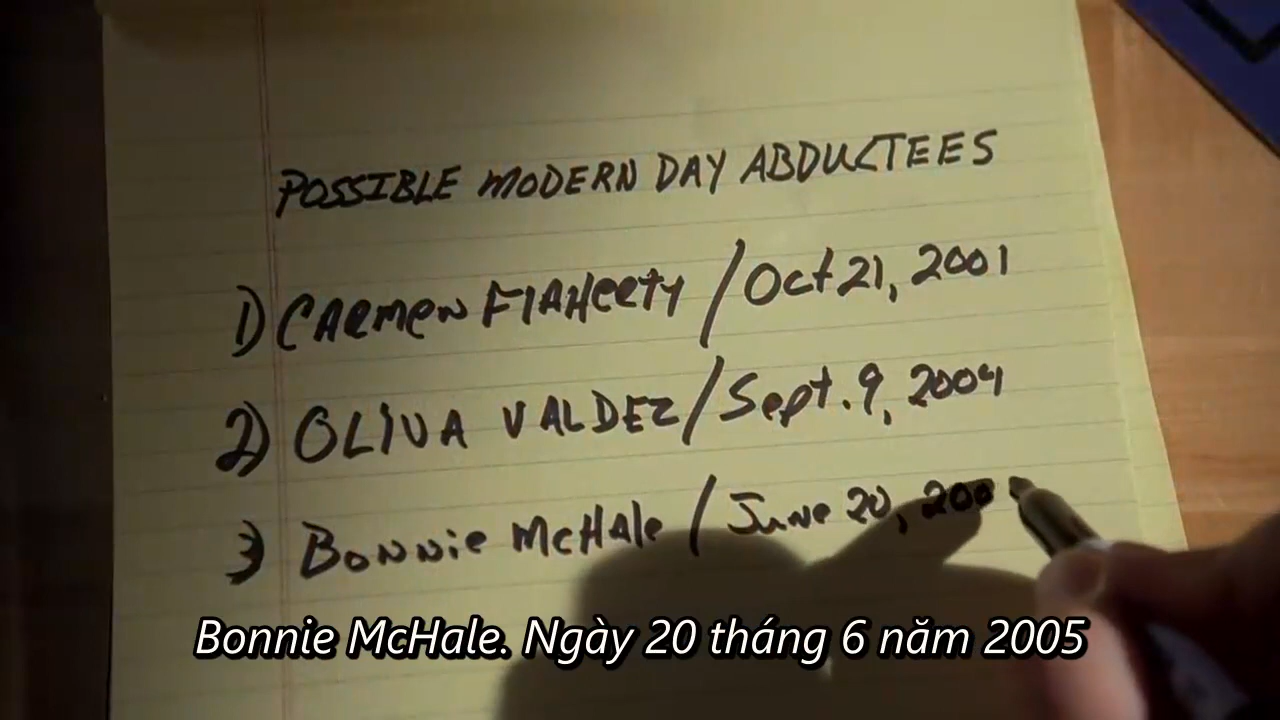 POSSIBLE MODERN DAY ABDUCTEES
1) CARMEN FlAHeRTY / Oct 21, 2001
2) OLIVA VALDEZ / Sept. 9, 2004
3) Bonnie McHale / June 20, 200
Bonnie McHale. Ngày 20 tháng 6 năm 2005